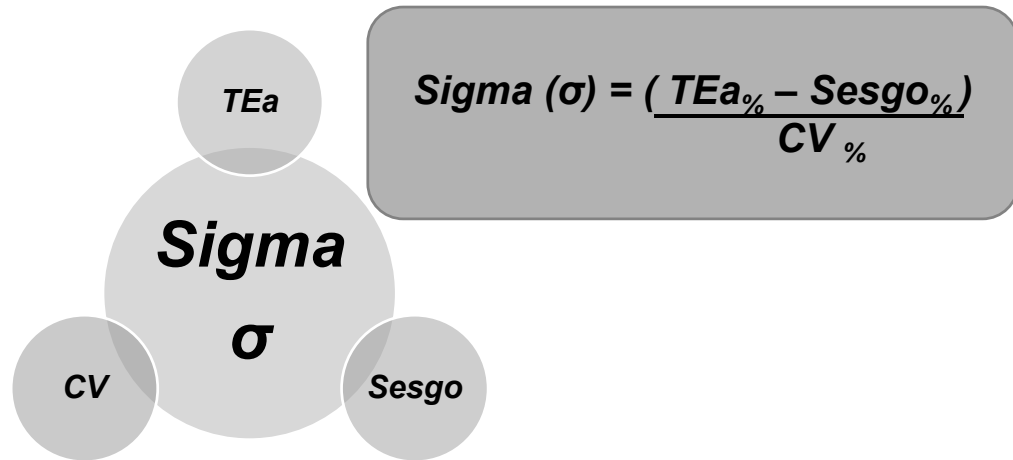 TEa
Sigma (σ) = ( TEa% – Sesgo% )
CV %
Sigma
σ
CV
Sesgo